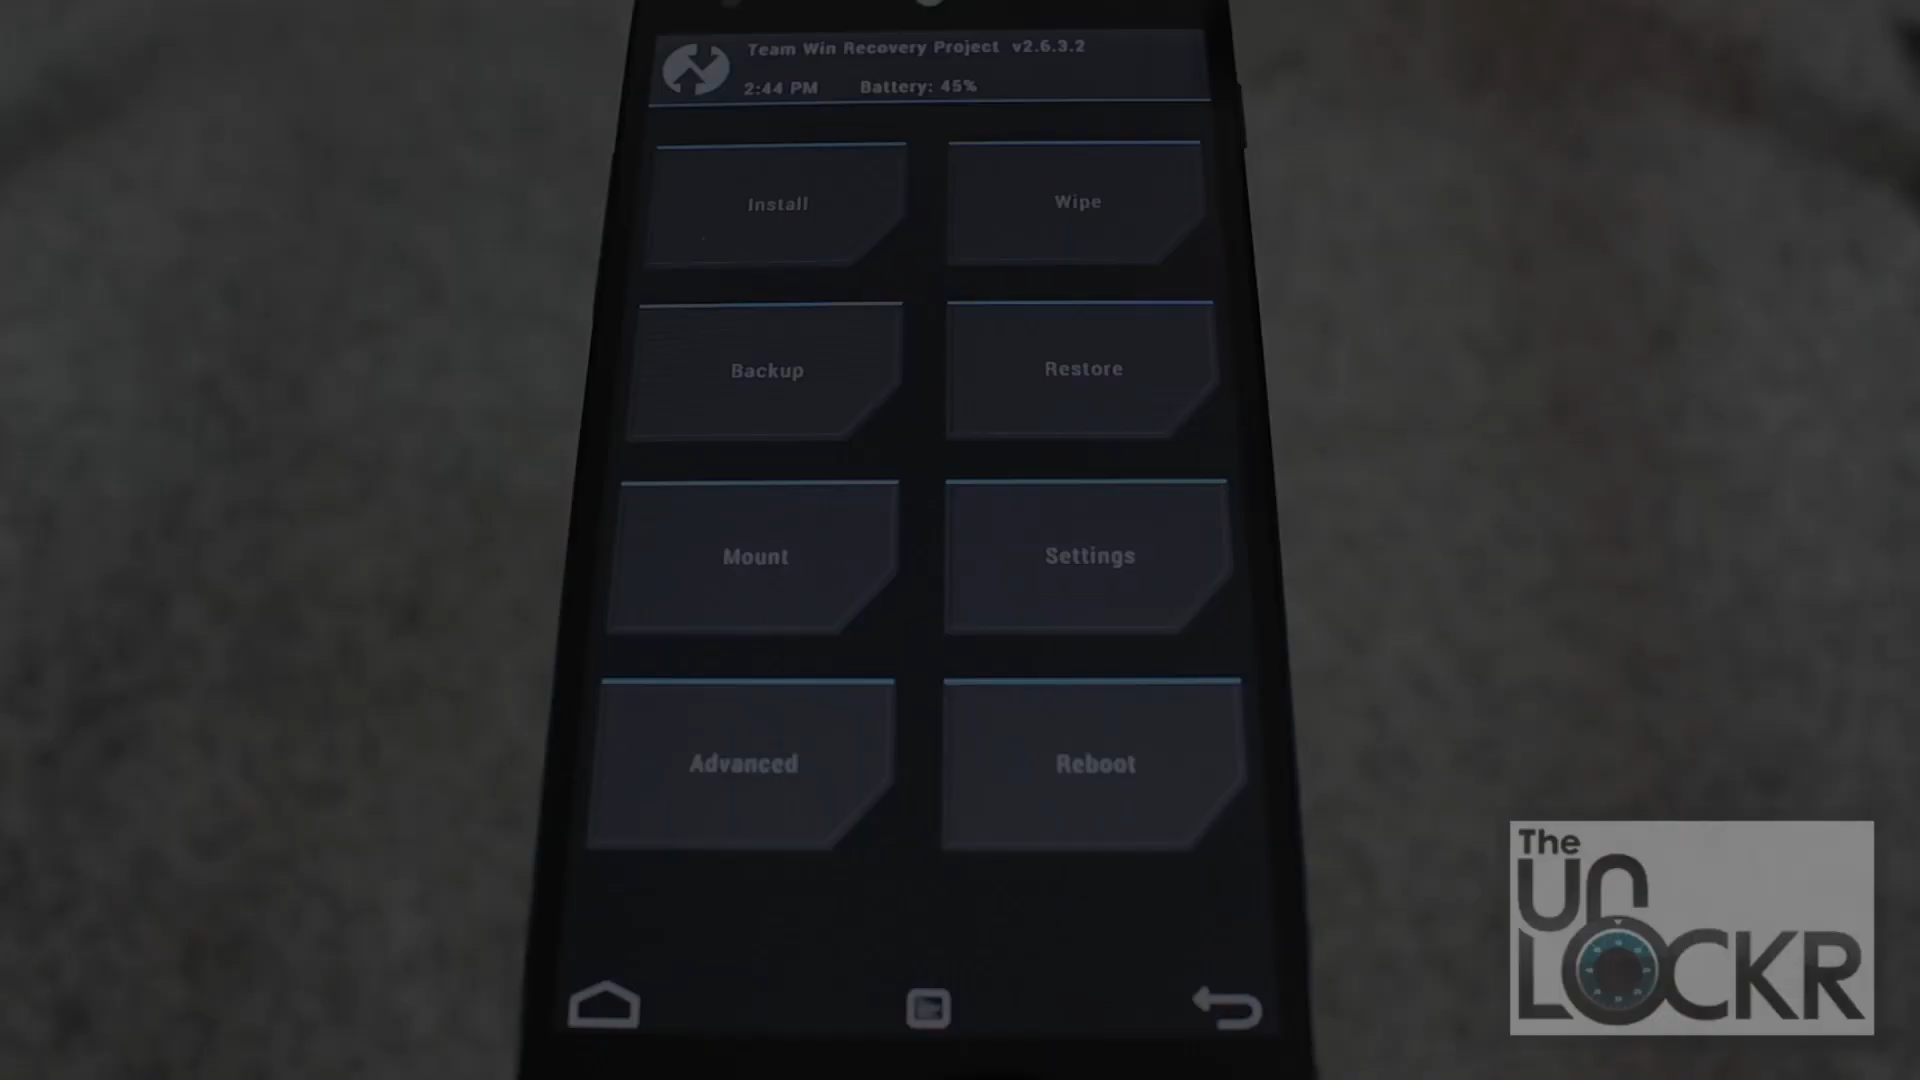 Team Win Recovery Project v2.6.3.2
2:44 PM Battery: 45%
Install
Wipe
Backup
Restore
Mount
Settings
Advanced
Reboot
The
UnLOCKR